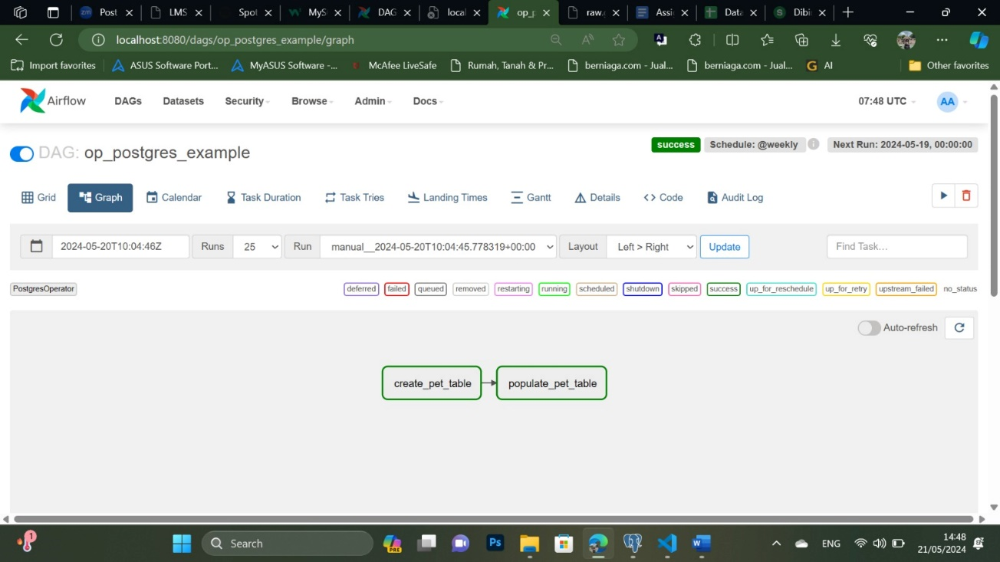 Post
LMS
Spot
MyS
DAG
local
op_p
raw.
Assi
Data
Dibi
localhost:8080/dags/op_postgres_example/graph
Import favorites
ASUS Software Port...
MyASUS Software -...
McAfee LiveSafe
Rumah, Tanah & Pr...
berniaga.com - Jual...
berniaga.com - Jual...
AI
Other favorites
Airflow
DAGs
Datasets
Security
Browse
Admin
Docs
07:48 UTC
AA
DAG: op_postgres_example
success
Schedule: @weekly
Next Run: 2024-05-19, 00:00:00
Grid
Graph
Calendar
Task Duration
Task Tries
Landing Times
Gantt
Details
<> Code
Audit Log
2024-05-20T10:04:46Z
Runs
25
Run
manual__2024-05-20T10:04:45.778319+00:00
Layout
Left > Right
Update
Find Task...
PostgresOperator
deferred
failed
queued
removed
restarting
running
scheduled
shutdown
skipped
success
up_for_reschedule
up_for_retry
upstream_failed
no_status
Auto-refresh
create_pet_table
populate_pet_table
1
Search
PRE
Ps
W
ENG
14:48
21/05/2024